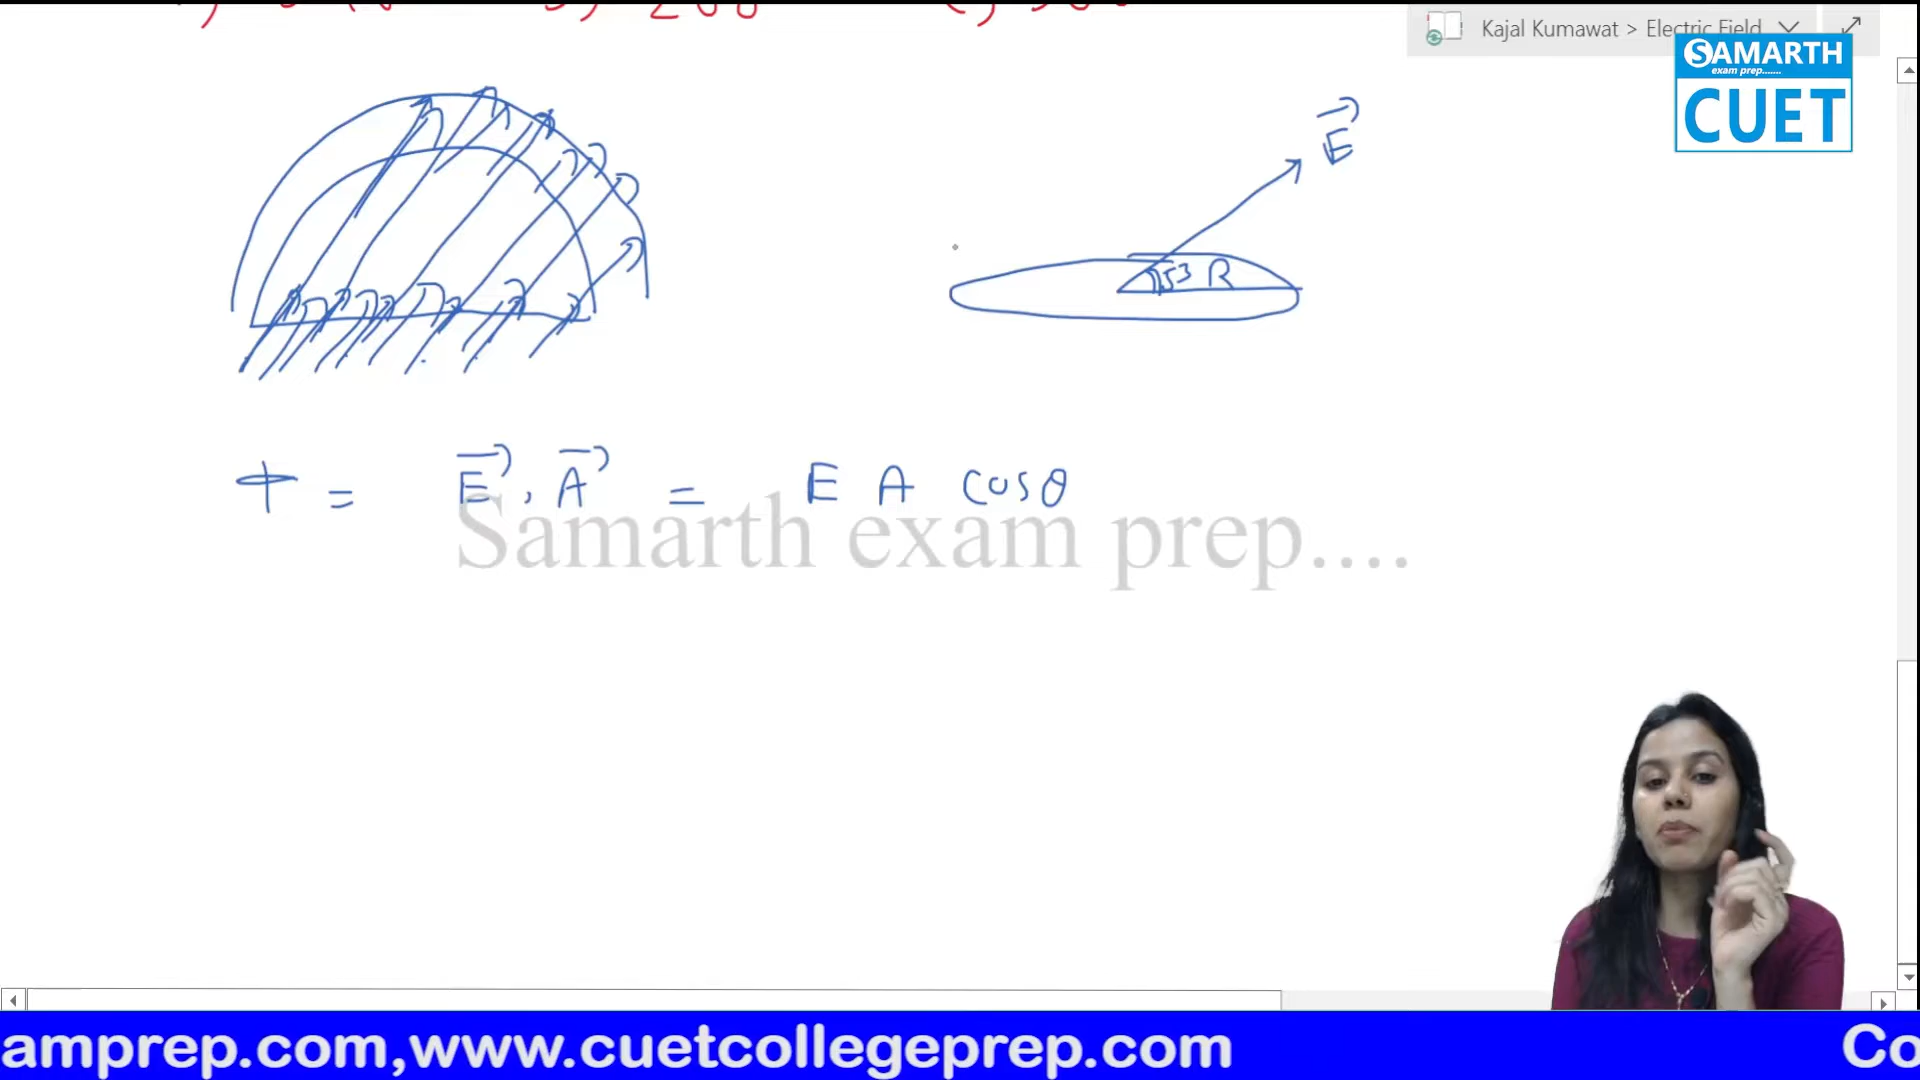 Kajal Kumawat > Electric Field
SAMARTH
exam prep.......
CUET
E
53 R
ϕ = E . A = E A cosθ
Samarth exam prep....
amprep.com,www.cuetcollegeprep.com
Co